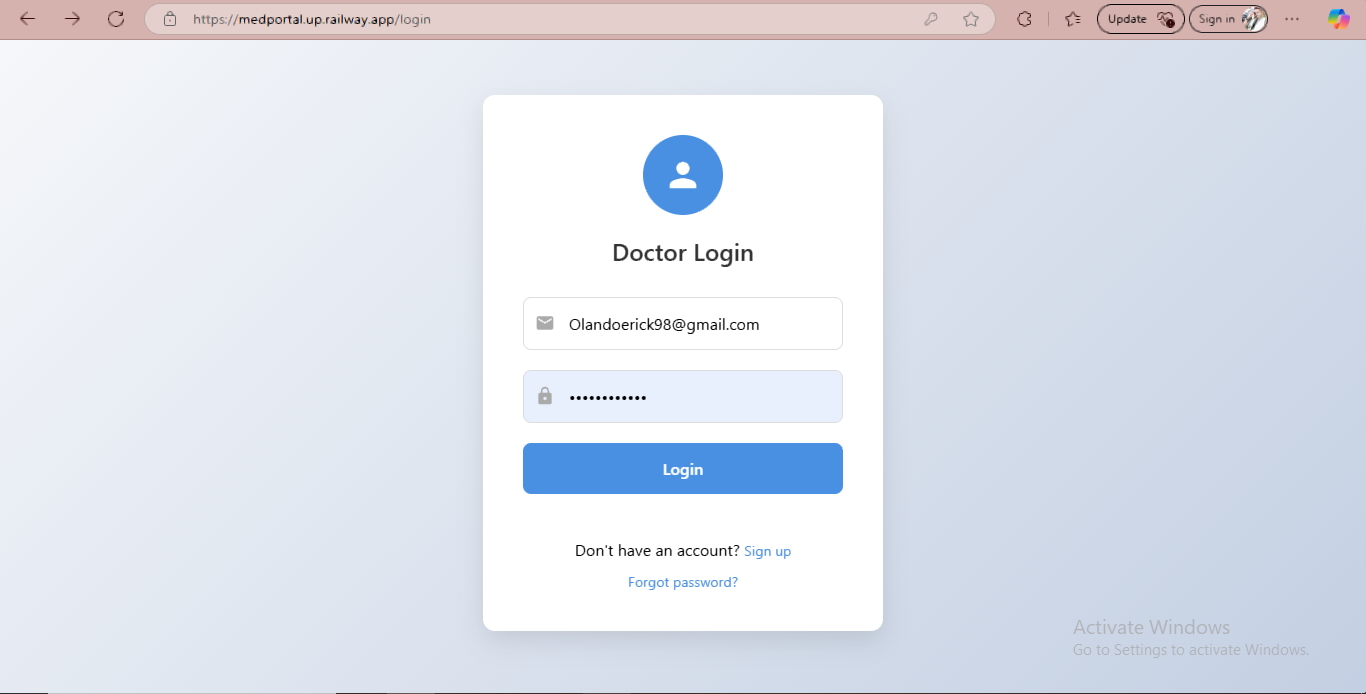 https://medportal.up.railway.app/login
Update
Sign in
Doctor Login
Olandoerick98@gmail.com
••••••••••••
Login
Don't have an account? Sign up
Forgot password?
Activate Windows
Go to Settings to activate Windows.